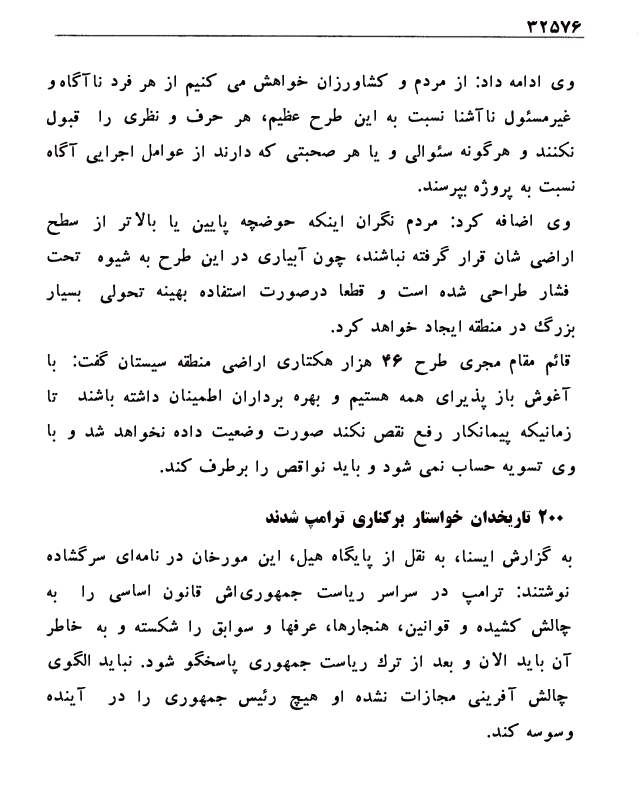 ۳۲۵۷۶
وی ادامه داد: از مردم و کشاورزان خواهش می کنیم از هر فرد ناآگاه و
غیرمسئول ناآشنا نسبت به این طرح عظیم، هر حرف و نظری را قبول
نکنند و هرگونه سئوالی و یا هر صحبتی که دارند از عوامل اجرایی آگاه
نسبت به پروژه بپرسند.
وی اضافه کرد: مردم نگران اینکه حوضچه پایین یا بالاتر از سطح
اراضی شان قرار گرفته نباشند، چون آبیاری در این طرح به شیوه تحت
فشار طراحی شده است و قطعا درصورت استفاده بهینه تحولی بسیار
بزرگ در منطقه ایجاد خواهد کرد.
قائم مقام مجری طرح ۴۶ هزار هکتاری اراضی منطقه سیستان گفت: با
آغوش باز پذیرای همه هستیم و بهره برداران اطمینان داشته باشند تا
زمانیکه پیمانکار رفع نقص نکند صورت وضعیت داده نخواهد شد و با
وی تسویه حساب نمی شود و باید نواقص را برطرف کند.
۲۰۰ تاریخدان خواستار برکناری ترامپ شدند
به گزارش ایسنا، به نقل از پایگاه هیل، این مورخان در نامه‌ای سرگشاده
نوشتند: ترامپ در سراسر ریاست جمهوری‌اش قانون اساسی را به
چالش کشیده و قوانین، هنجارها، عرفها و سوابق را شکسته و به خاطر
آن باید الان و بعد از ترك ریاست جمهوری پاسخگو شود. نباید الگوی
چالش آفرینی مجازات نشده او هیچ رئیس جمهوری را در آینده
وسوسه کند.